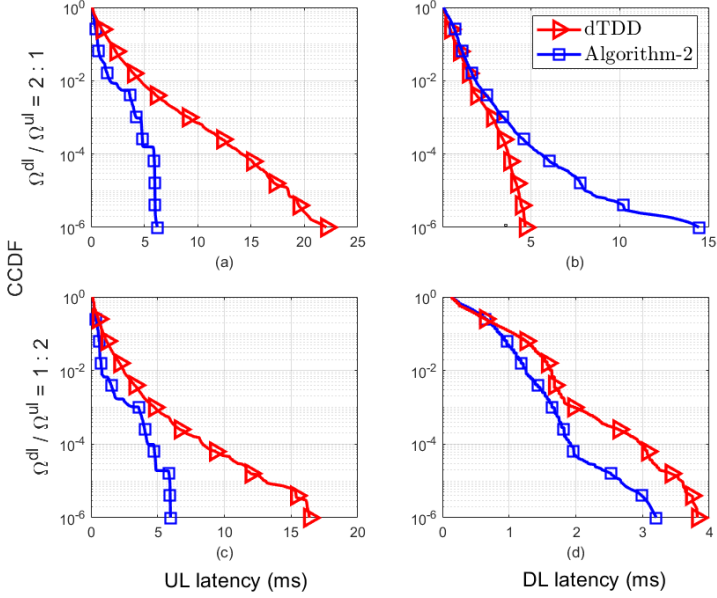 CCDF
Ω^dl / Ω^ul = 2 : 1
10^0
10^-2
10^-4
10^-6
0 5 10 15 20 25
(a)
10^0
10^-2
10^-4
10^-6
5 10 15
(b)
dTDD
Algorithm-2
Ω^dl / Ω^ul = 1 : 2
10^0
10^-2
10^-4
10^-6
0 5 10 15 20
(c)
UL latency (ms)
10^0
10^-2
10^-4
10^-6
0 1 2 3 4
(d)
DL latency (ms)